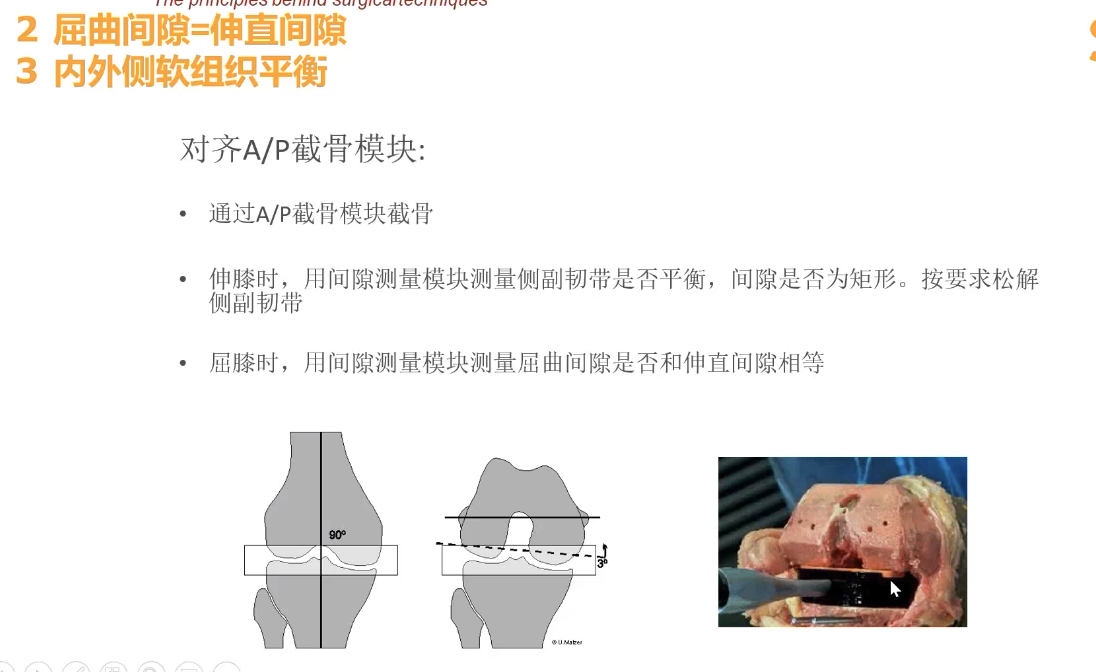 The principles behind surgicaltechniques
2 屈曲间隙=伸直间隙
3 内外侧软组织平衡
对齐A/P截骨模块:
• 通过A/P截骨模块截骨
• 伸膝时，用间隙测量模块测量侧副韧带是否平衡，间隙是否为矩形。按要求松解
侧副韧带
• 屈膝时，用间隙测量模块测量屈曲间隙是否和伸直间隙相等
90º
3º
© U.Malzer